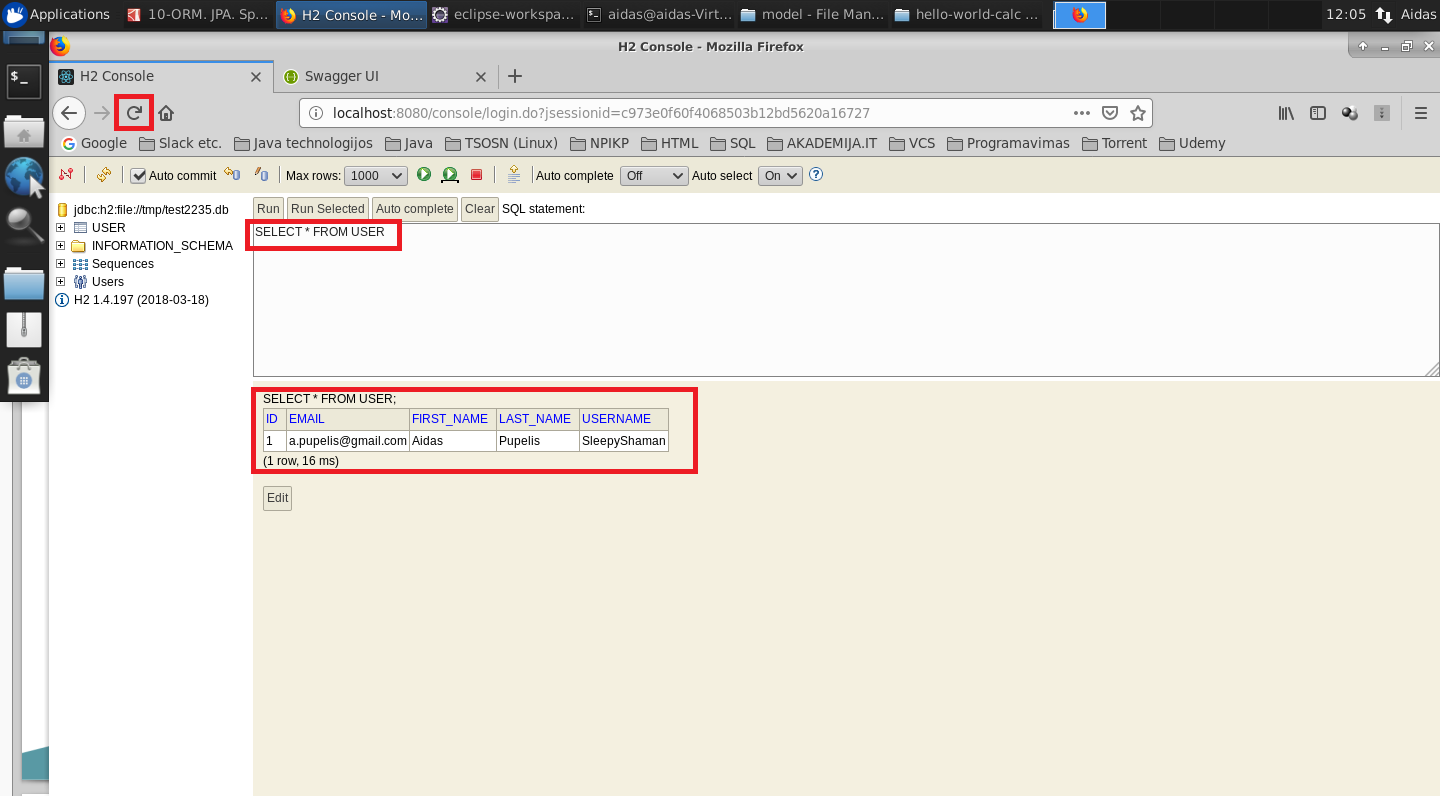 Applications 10-ORM. JPA. Sp... H2 Console - Mo... eclipse-workspa... aidas@aidas-Virt... model - File Man... hello-world-calc ... 12:05 Aidas
H2 Console - Mozilla Firefox
H2 Console Swagger UI
localhost:8080/console/login.do?jsessionid=c973e0f60f4068503b12bd5620a16727
Google Slack etc. Java technologijos Java TSOSN (Linux) NPIKP HTML SQL AKADEMIJA.IT VCS Programavimas Torrent Udemy
Auto commit Max rows: 1000 Auto complete Off Auto select On
jdbc:h2:file://tmp/test2235.db
USER
INFORMATION_SCHEMA
Sequences
Users
H2 1.4.197 (2018-03-18)
Run Run Selected Auto complete Clear SQL statement:
SELECT * FROM USER
SELECT * FROM USER;
ID EMAIL FIRST_NAME LAST_NAME USERNAME
1 a.pupelis@gmail.com Aidas Pupelis SleepyShaman
(1 row, 16 ms)
Edit